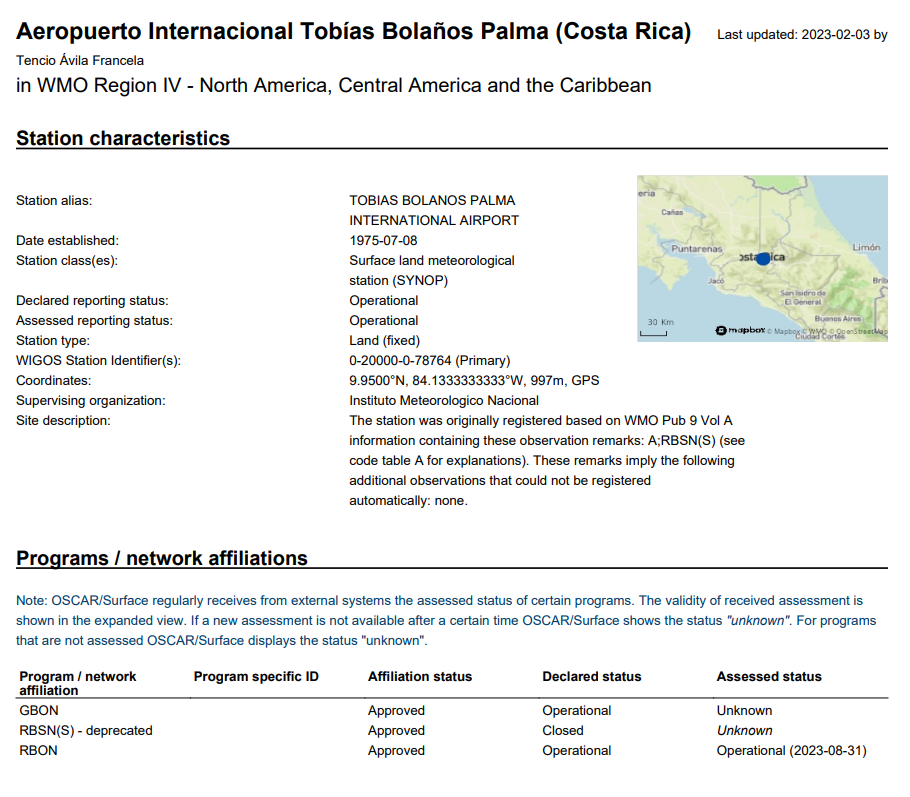 Aeropuerto Internacional Tobías Bolaños Palma (Costa Rica) Last updated: 2023-02-03 by
Tencio Ávila Francela
in WMO Region IV - North America, Central America and the Caribbean
Station characteristics
Station alias: TOBIAS BOLANOS PALMA
INTERNATIONAL AIRPORT
Date established: 1975-07-08
Station class(es): Surface land meteorological
station (SYNOP)
Declared reporting status: Operational
Assessed reporting status: Operational
Station type: Land (fixed)
WIGOS Station Identifier(s): 0-20000-0-78764 (Primary)
Coordinates: 9.9500°N, 84.1333333333°W, 997m, GPS
Supervising organization: Instituto Meteorologico Nacional
Site description: The station was originally registered based on WMO Pub 9 Vol A
information containing these observation remarks: A;RBSN(S) (see
code table A for explanations). These remarks imply the following
additional observations that could not be registered
automatically: none.
eria
Cañas
Puntarenas
Limón
osta ica
Jacó
San Isidro de
El General
Brib
Buenos Aires
30 Km
mapbox © Mapbox © WMO © OpenStreetMap
Ciudad Cortés
Programs / network affiliations
Note: OSCAR/Surface regularly receives from external systems the assessed status of certain programs. The validity of received assessment is
shown in the expanded view. If a new assessment is not available after a certain time OSCAR/Surface shows the status "unknown". For programs
that are not assessed OSCAR/Surface displays the status "unknown".
Program / network Program specific ID Affiliation status Declared status Assessed status
affiliation
GBON Approved Operational Unknown
RBSN(S) - deprecated Approved Closed Unknown
RBON Approved Operational Operational (2023-08-31)